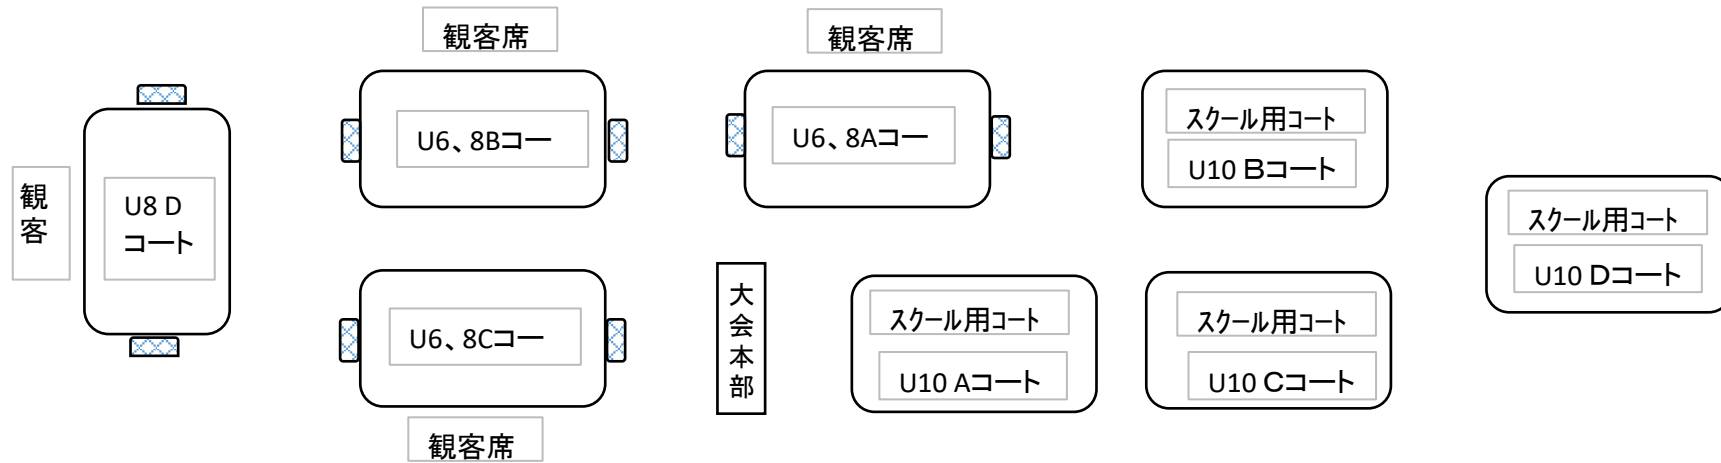 観客席
観客席
U6、8Bコー
U6、8Aコー
スクール用コート
U10 Bコート
観
客
U8 D
コート
スクール用コート
U10 Dコート
大
会
本
部
スクール用コート
U10 Aコート
スクール用コート
U10 Cコート
U6、8Cコー
観客席